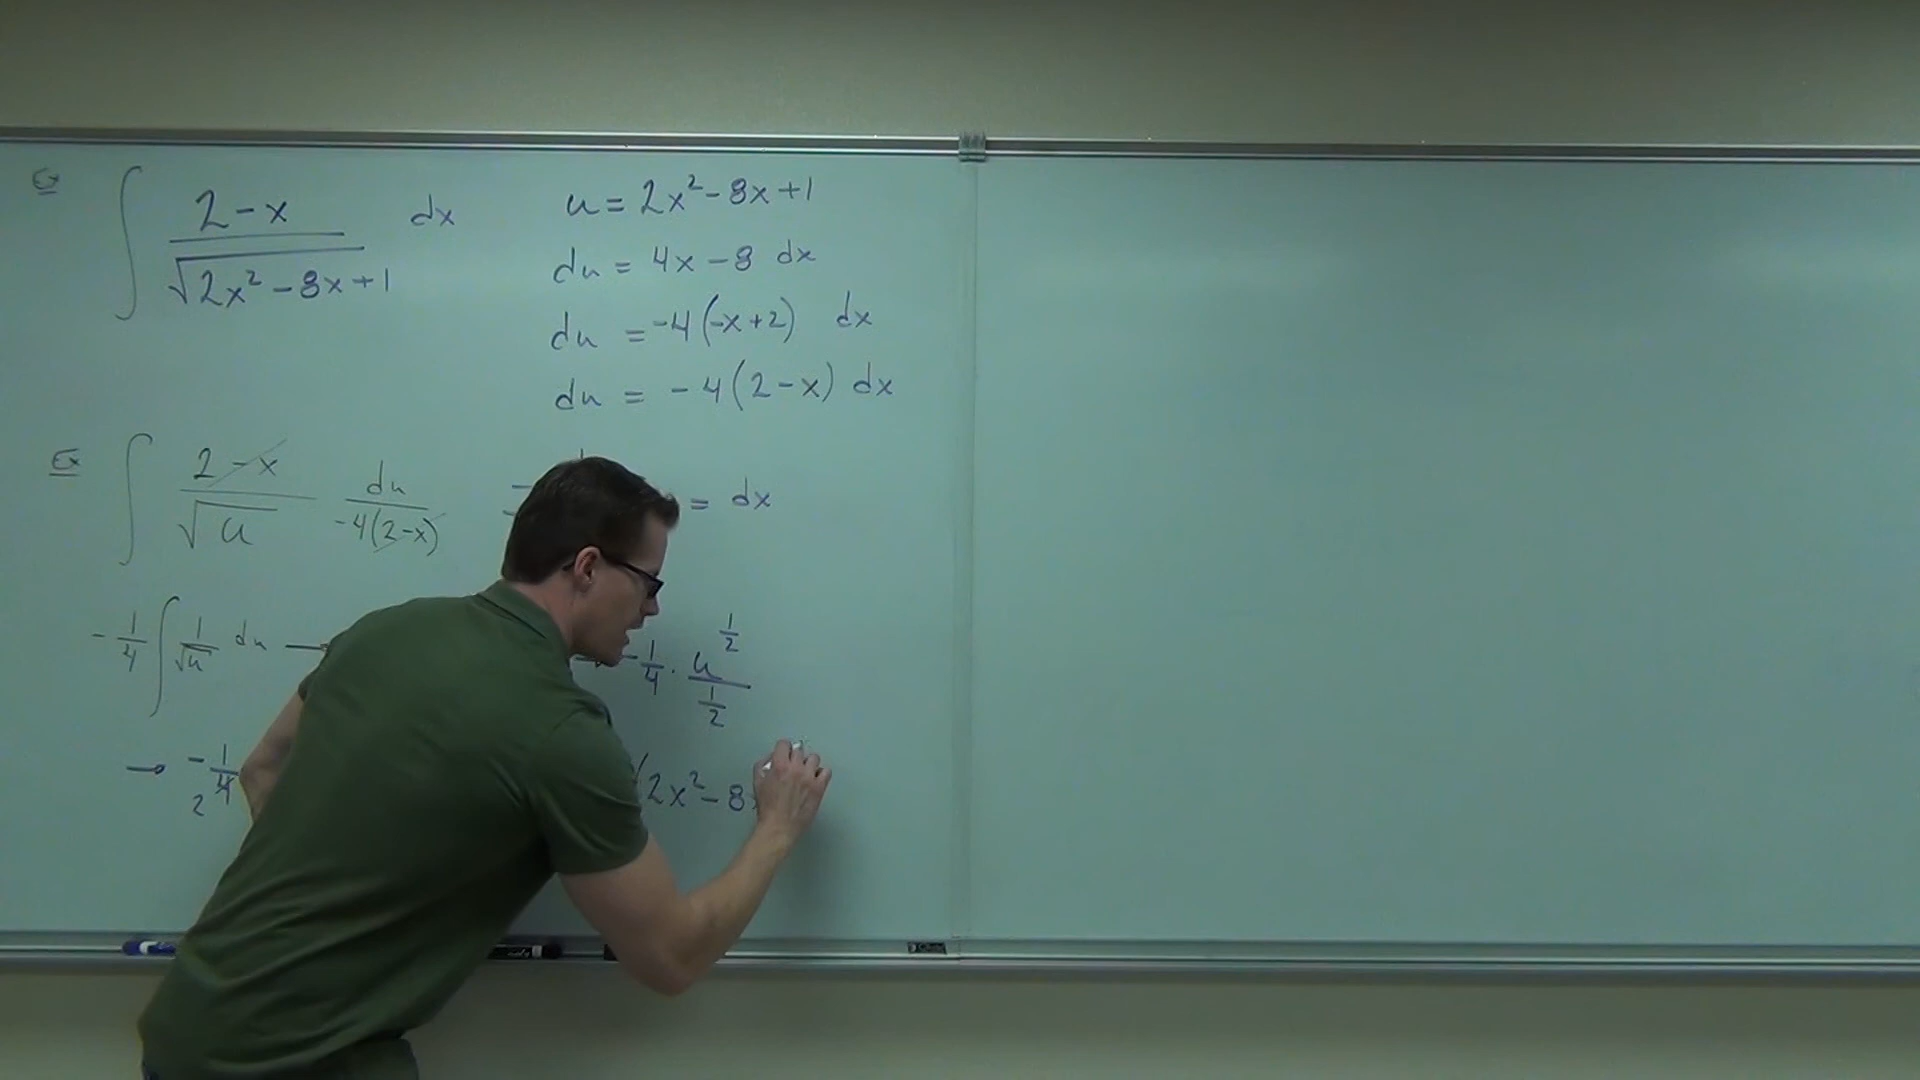 Ex ∫ (2-x)/√(2x²-8x+1) dx
u = 2x²-8x+1
du = 4x-8 dx
du = -4(-x+2) dx
du = -4(2-x) dx
Ex ∫ (2-x)/√u du/(-4(2-x))
= dx
-1/4 ∫ 1/√u du →
-1/4 · u^(1/2)/(1/2)
→ -1/4 2
(2x²-8